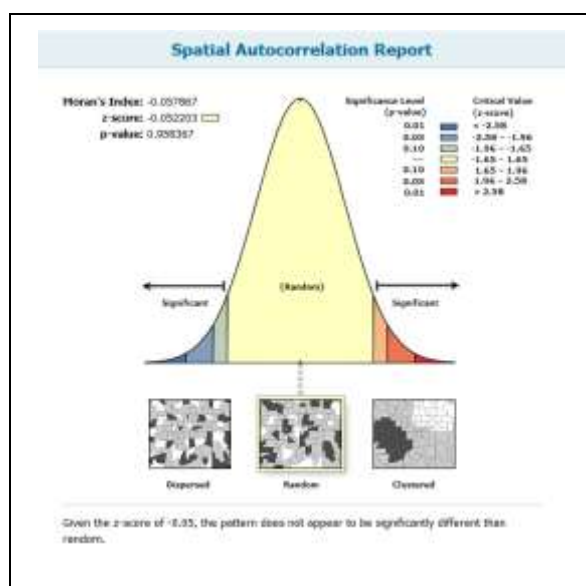 Spatial Autocorrelation Report
Moran's Index: -0.057867
z-score: -0.052203
p-value: 0.958367
Significance Level
(p-value)
Critical Value
(z-score)
0.01 < -2.58
0.05 -2.58 - -1.96
0.10 -1.96 - -1.65
--- -1.65 - 1.65
0.10 1.65 - 1.96
0.05 1.96 - 2.58
0.01 > 2.58
Significant
(Random)
Significant
Dispersed
Random
Clustered
Given the z-score of -0.05, the pattern does not appear to be significantly different than
random.